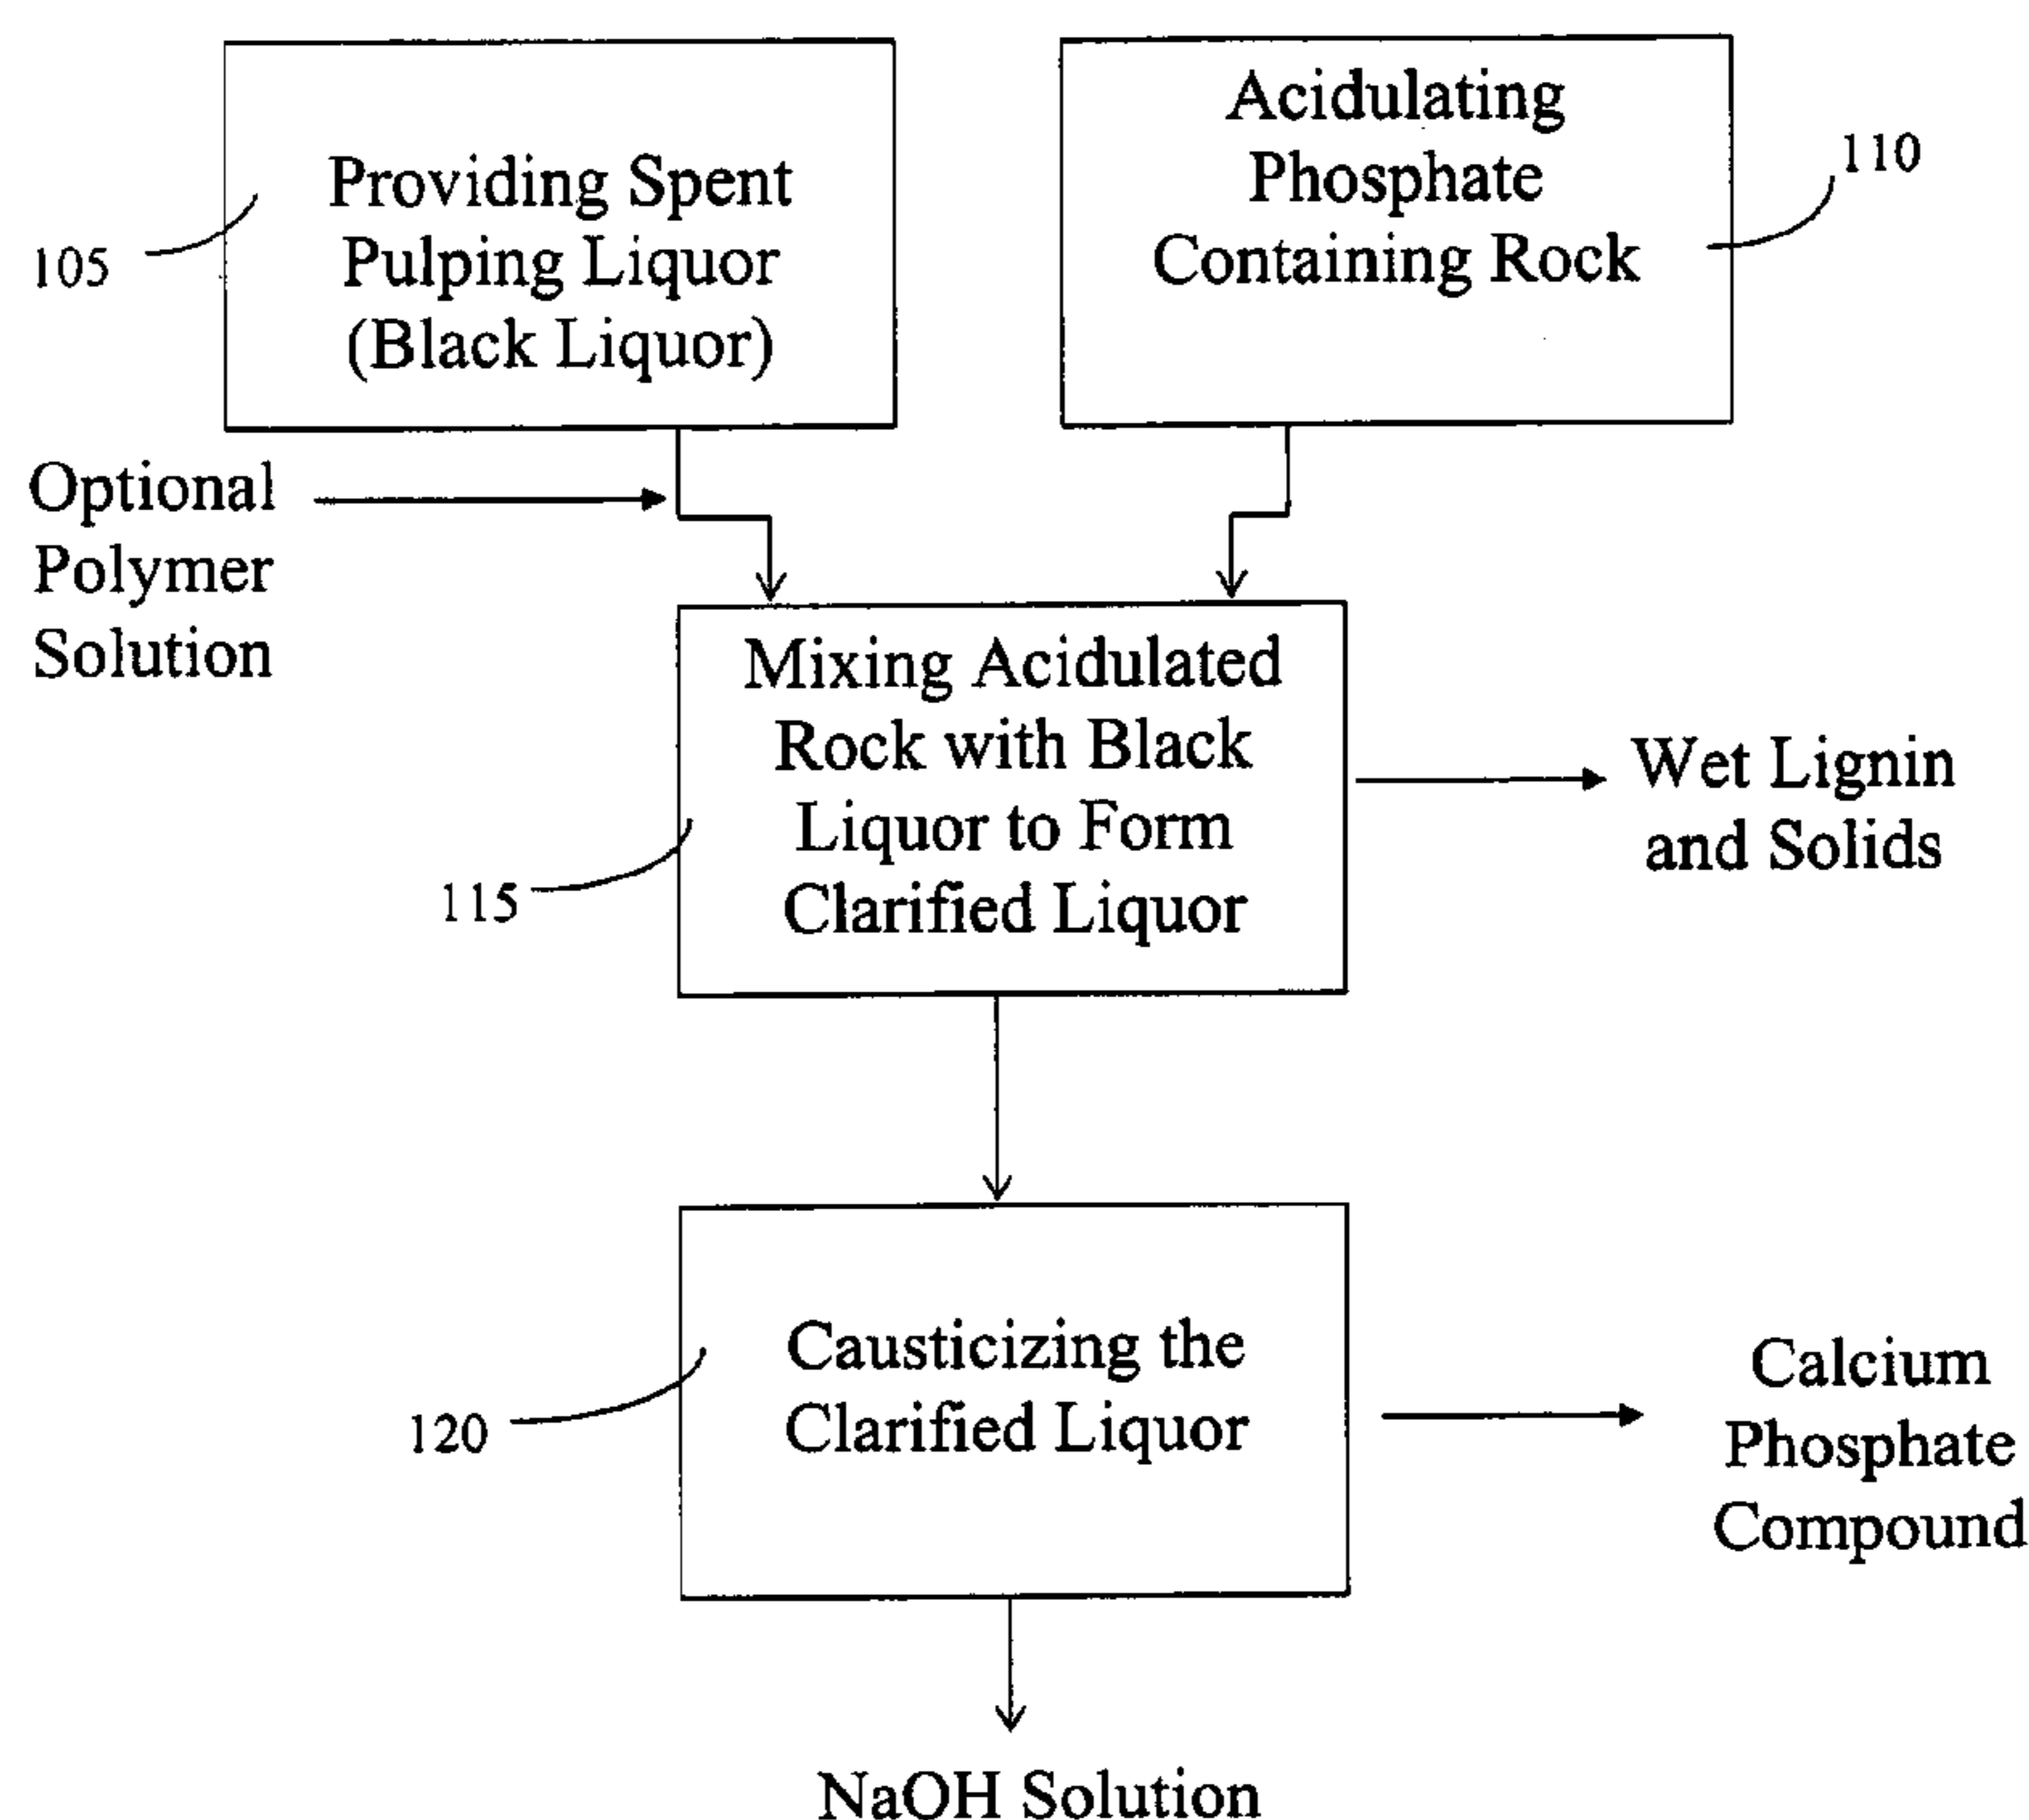 Providing Spent
Pulping Liquor
(Black Liquor)
105
Acidulating
Phosphate
Containing Rock
110
Optional
Polymer
Solution
Mixing Acidulated
Rock with Black
Liquor to Form
Clarified Liquor
115
Wet Lignin
and Solids
Causticizing the
Clarified Liquor
120
Calcium
Phosphate
Compound
NaOH Solution